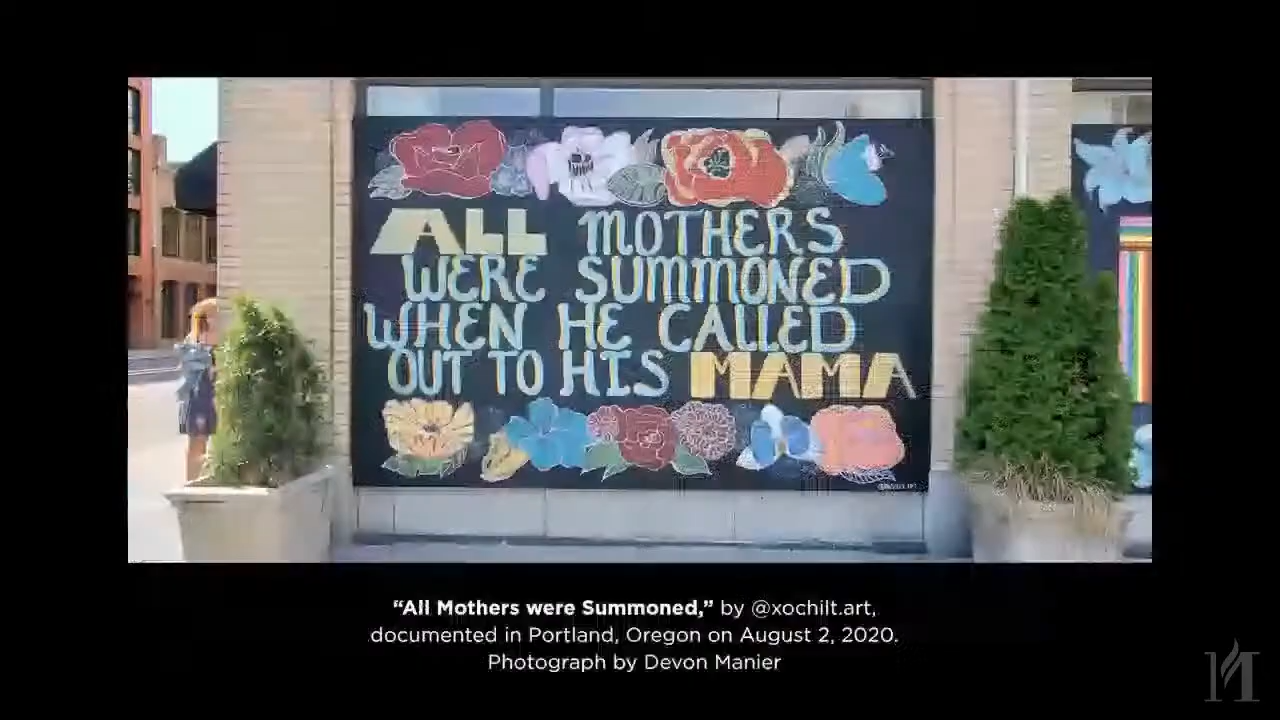 ALL MOTHERS
WERE SUMMONED
WHEN HE CALLED
OUT TO HIS MAMA
“All Mothers were Summoned,” by @xochilt.art,
documented in Portland, Oregon on August 2, 2020.
Photograph by Devon Manier